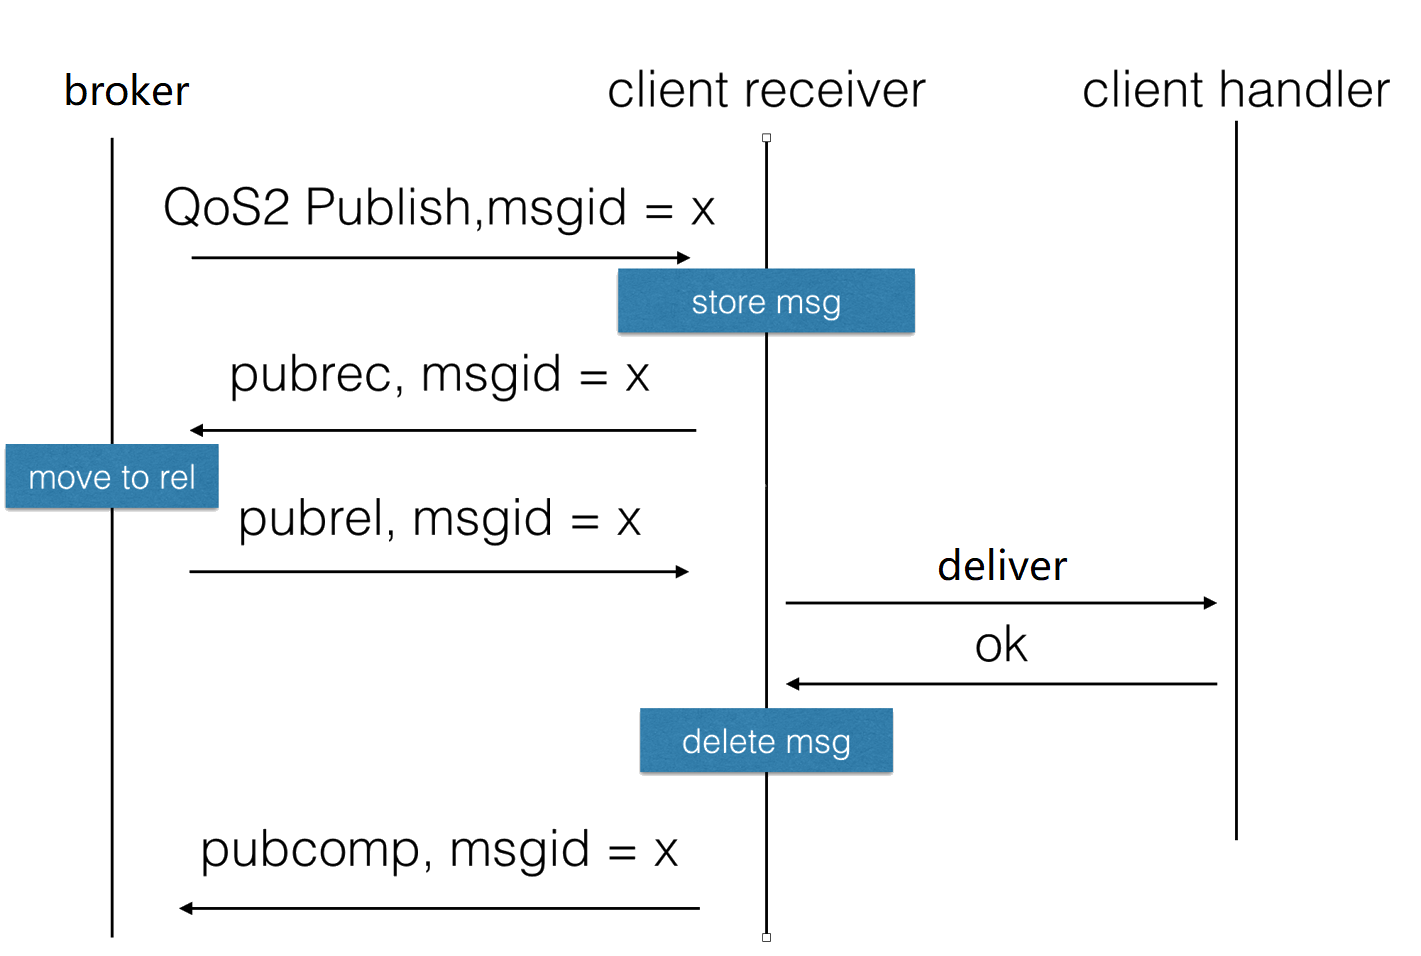 broker
client receiver
client handler
QoS2 Publish,msgid = x
store msg
pubrec, msgid = x
move to rel
pubrel, msgid = x
deliver
ok
delete msg
pubcomp, msgid = x